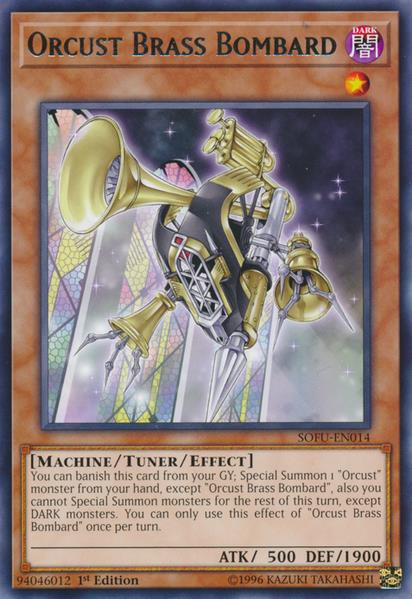 Orcust Brass Bombard
DARK
闇
SOFU-EN014
[Machine/Tuner/Effect]
You can banish this card from your GY; Special Summon 1 "Orcust"
monster from your hand, except "Orcust Brass Bombard", also you
cannot Special Summon monsters for the rest of this turn, except
DARK monsters. You can only use this effect of "Orcust Brass
Bombard" once per turn.
ATK/ 500 DEF/1900
94046012 1st Edition ©1996 KAZUKI TAKAHASHI